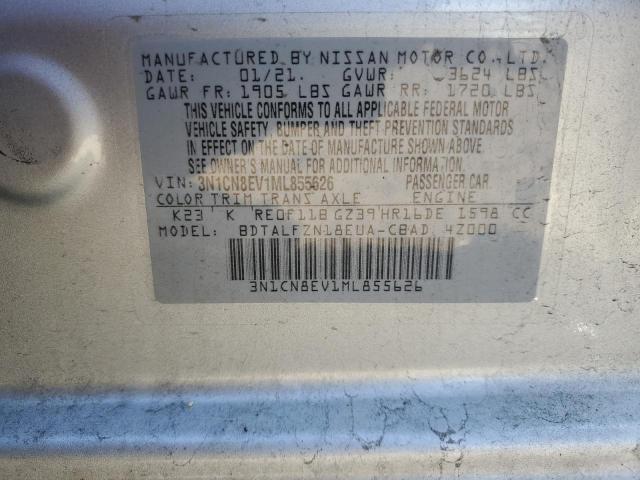 MANUFACTURED BY NISSAN MOTOR CO., LTD.
DATE: 01/21. GVWR: 3624 LBS
GAWR FR: 1905 LBS GAWR RR: 1720 LBS
THIS VEHICLE CONFORMS TO ALL APPLICABLE FEDERAL MOTOR
VEHICLE SAFETY, BUMPER AND THEFT PREVENTION STANDARDS
IN EFFECT ON THE DATE OF MANUFACTURE SHOWN ABOVE.
SEE OWNER'S MANUAL FOR ADDITIONAL INFORMATION.
VIN: 3N1CN8EV1ML855626 PASSENGER CAR
COLOR TRIM TRANS AXLE ENGINE
K23 K RE0F11B GZ39 HR16DE 1598 CC
MODEL: BDTALFZN18EUA-CBAD 4Z000
3N1CN8EV1ML855626